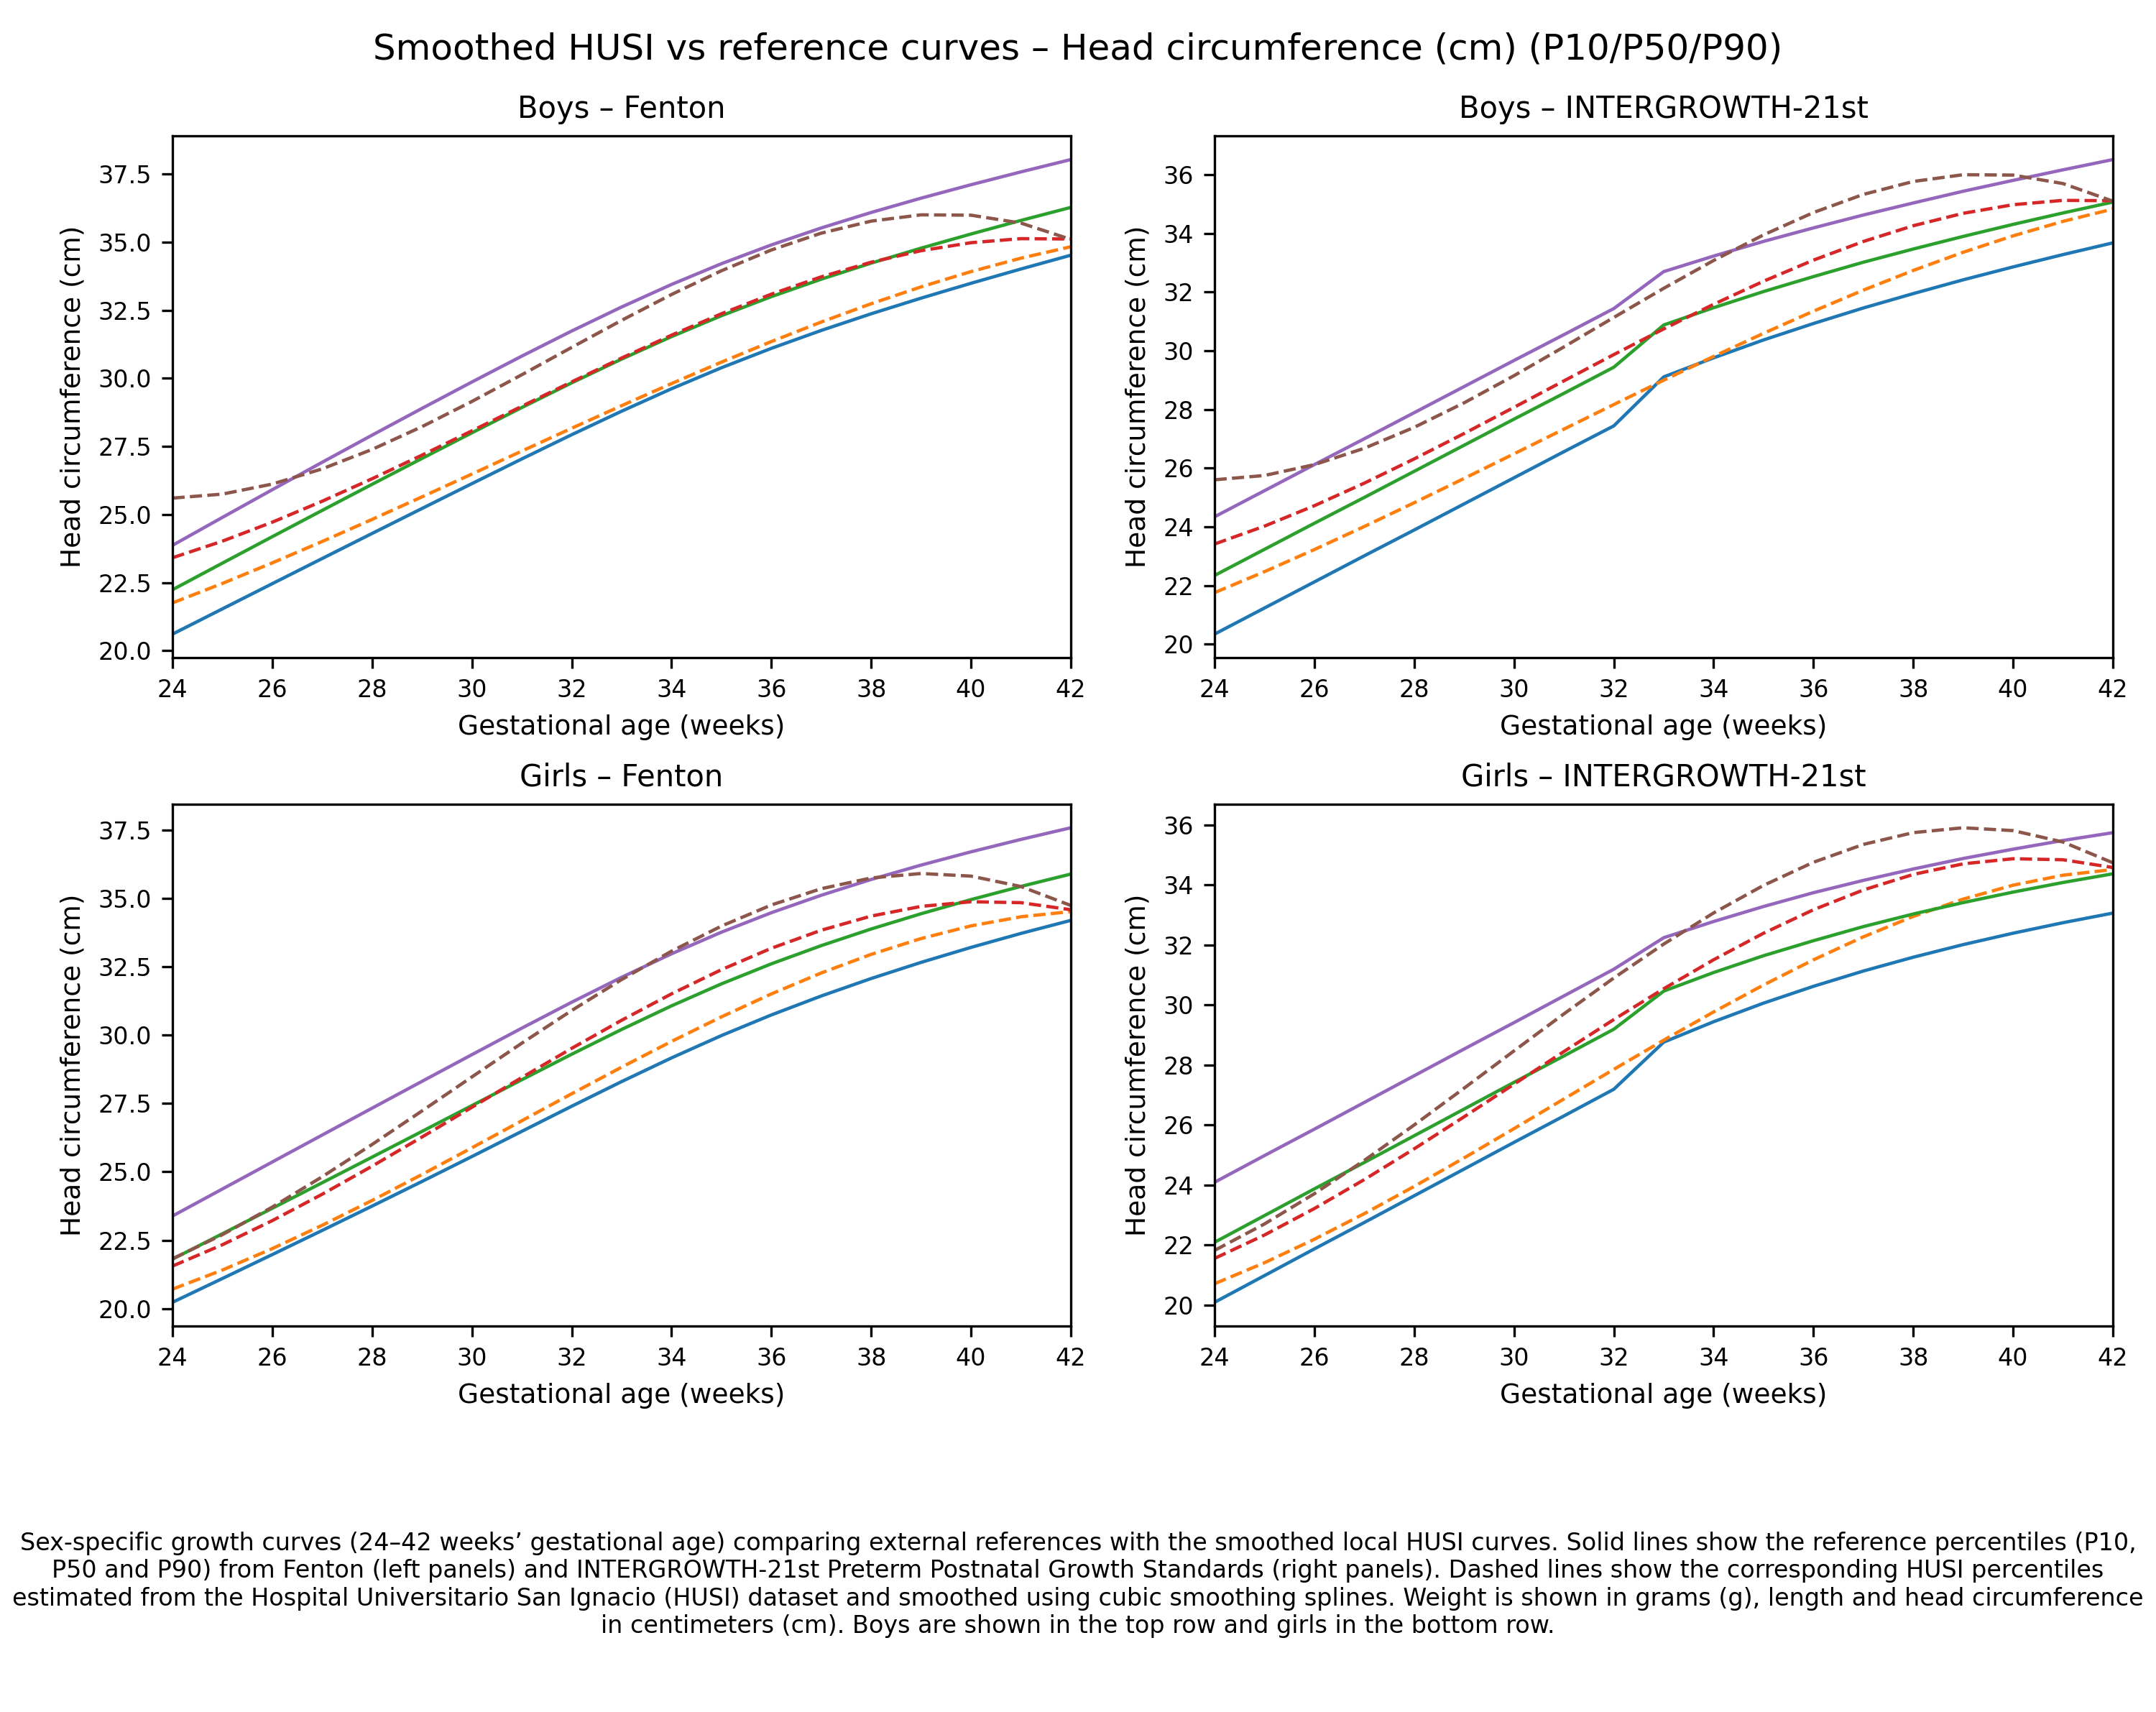 Smoothed HUSI vs reference curves – Head circumference (cm) (P10/P50/P90)
Boys – Fenton
Head circumference (cm)
37.5
35.0
32.5
30.0
27.5
25.0
22.5
20.0
24 26 28 30 32 34 36 38 40 42
Gestational age (weeks)
Boys – INTERGROWTH-21st
Head circumference (cm)
36
34
32
30
28
26
24
22
20
24 26 28 30 32 34 36 38 40 42
Gestational age (weeks)
Girls – Fenton
Head circumference (cm)
37.5
35.0
32.5
30.0
27.5
25.0
22.5
20.0
24 26 28 30 32 34 36 38 40 42
Gestational age (weeks)
Girls – INTERGROWTH-21st
Head circumference (cm)
36
34
32
30
28
26
24
22
20
24 26 28 30 32 34 36 38 40 42
Gestational age (weeks)
Sex-specific growth curves (24–42 weeks’ gestational age) comparing external references with the smoothed local HUSI curves. Solid lines show the reference percentiles (P10,
P50 and P90) from Fenton (left panels) and INTERGROWTH-21st Preterm Postnatal Growth Standards (right panels). Dashed lines show the corresponding HUSI percentiles
estimated from the Hospital Universitario San Ignacio (HUSI) dataset and smoothed using cubic smoothing splines. Weight is shown in grams (g), length and head circumference
in centimeters (cm). Boys are shown in the top row and girls in the bottom row.